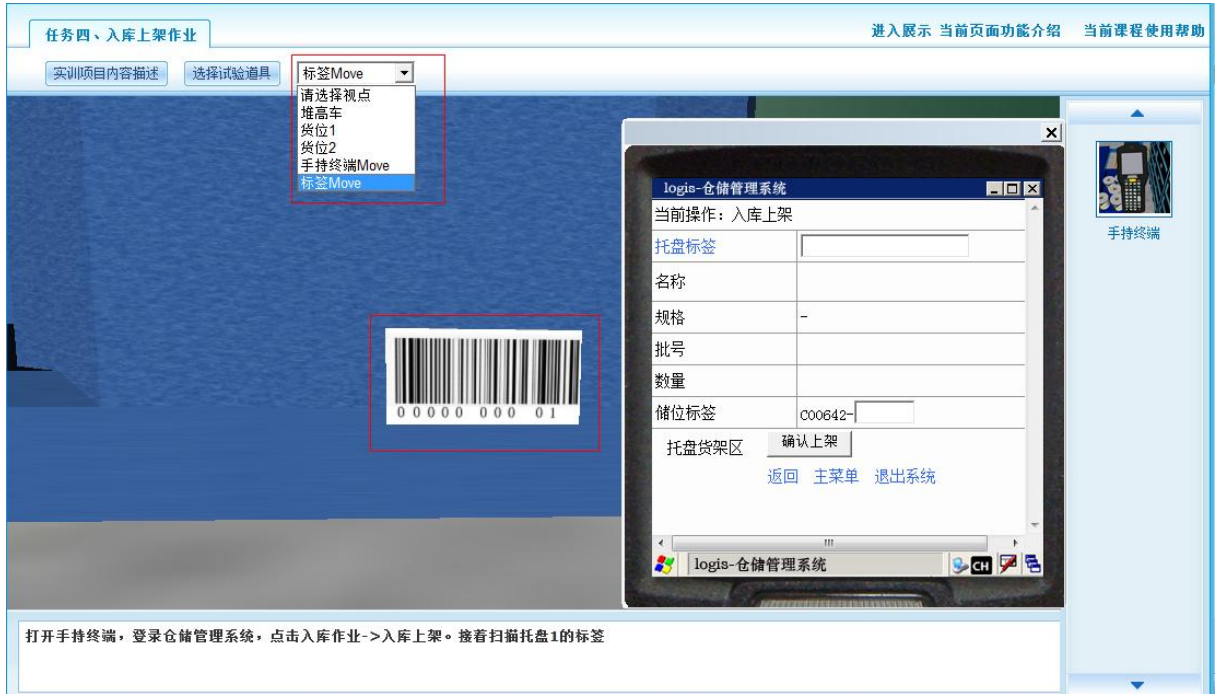 任务四、入库上架作业
进入展示 当前页面功能介绍 当前课程使用帮助
实训项目内容描述 选择试验道具 标签Move
请选择视点
堆高车
货位1
货位2
手持终端Move
标签Move
00000 000 01
logis-仓储管理系统
当前操作：入库上架
托盘标签
名称
规格 -
批号
数量
储位标签 C00642-
托盘货架区 确认上架
返回 主菜单 退出系统
logis-仓储管理系统 CH
手持终端
打开手持终端，登录仓储管理系统，点击入库作业->入库上架。接着扫描托盘1的标签